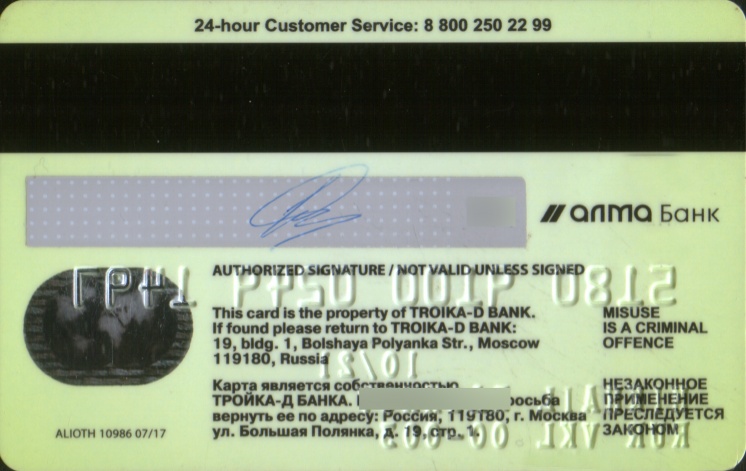 24-hour Customer Service: 8 800 250 22 99
алма Банк
AUTHORIZED SIGNATURE / NOT VALID UNLESS SIGNED
This card is the property of TROIKA-D BANK.
If found please return to TROIKA-D BANK:
19, bldg. 1, Bolshaya Polyanka Str., Moscow
119180, Russia
MISUSE
IS A CRIMINAL
OFFENCE
Карта является собственностью
ТРОЙКА-Д БАНКА.
вернуть ее по адресу: Россия, 119180, г. Москва
ул. Большая Полянка, д. 19, стр. 1.
НЕЗАКОННОЕ
ПРИМЕНЕНИЕ
ПРЕСЛЕДУЕТСЯ
ЗАКОНОМ
ALIOTH 10986 07/17